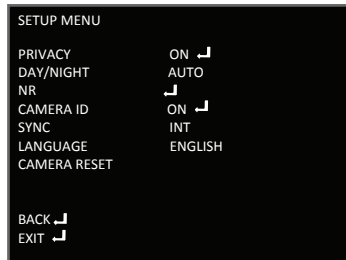 SETUP MENU
PRIVACY ON ↵
DAY/NIGHT AUTO
NR ↵
CAMERA ID ON ↵
SYNC INT
LANGUAGE ENGLISH
CAMERA RESET
BACK ↵
EXIT ↵